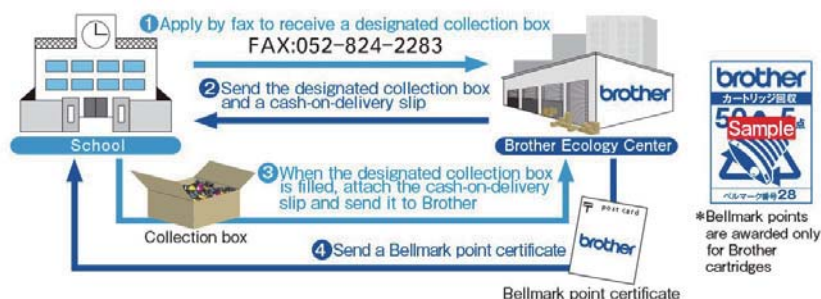 1 Apply by fax to receive a designated collection box
FAX:052-824-2283
2 Send the designated collection box
and a cash-on-delivery slip
brother
School
Brother Ecology Center
3 When the designated collection box
is filled, attach the cash-on-delivery
slip and send it to Brother
Collection box
4 Send a Bellmark point certificate
〒 post card
brother
Bellmark point certificate
brother
カートリッジ回収
Sample
点
ベルマーク番号28
*Bellmark points
are awarded only
for Brother
cartridges